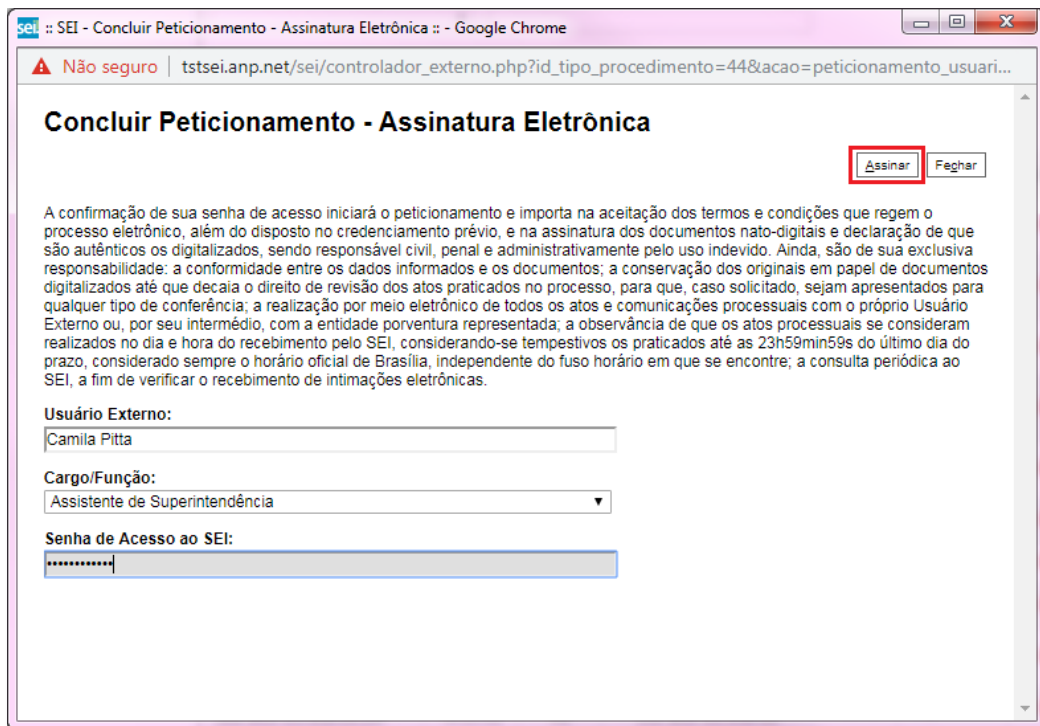 sei :: SEI - Concluir Peticionamento - Assinatura Eletrônica :: - Google Chrome
Não seguro | tstsei.anp.net/sei/controlador_externo.php?id_tipo_procedimento=44&acao=peticionamento_usuari...
Concluir Peticionamento - Assinatura Eletrônica
Assinar Fechar
A confirmação de sua senha de acesso iniciará o peticionamento e importa na aceitação dos termos e condições que regem o
processo eletrônico, além do disposto no credenciamento prévio, e na assinatura dos documentos nato-digitais e declaração de que
são autênticos os digitalizados, sendo responsável civil, penal e administrativamente pelo uso indevido. Ainda, são de sua exclusiva
responsabilidade: a conformidade entre os dados informados e os documentos; a conservação dos originais em papel de documentos
digitalizados até que decaia o direito de revisão dos atos praticados no processo, para que, caso solicitado, sejam apresentados para
qualquer tipo de conferência; a realização por meio eletrônico de todos os atos e comunicações processuais com o próprio Usuário
Externo ou, por seu intermédio, com a entidade porventura representada; a observância de que os atos processuais se consideram
realizados no dia e hora do recebimento pelo SEI, considerando-se tempestivos os praticados até as 23h59min59s do último dia do
prazo, considerado sempre o horário oficial de Brasília, independente do fuso horário em que se encontre; a consulta periódica ao
SEI, a fim de verificar o recebimento de intimações eletrônicas.
Usuário Externo:
Camila Pitta
Cargo/Função:
Assistente de Superintendência
Senha de Acesso ao SEI:
••••••••••••